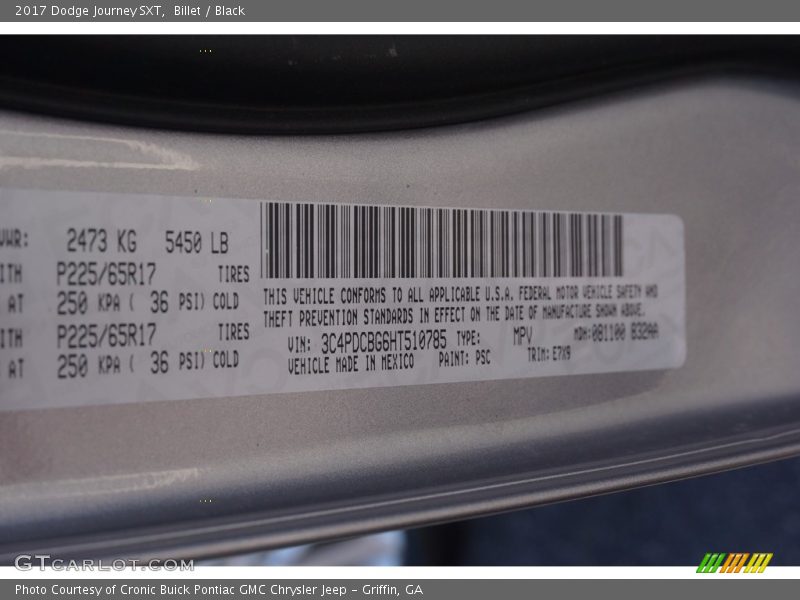 2017 Dodge Journey SXT, Billet / Black
2473 KG 5450 LB
P225/65R17 TIRES
AT 250 KPA ( 36 PSI) COLD
P225/65R17 TIRES
AT 250 KPA ( 36 PSI) COLD
THIS VEHICLE CONFORMS TO ALL APPLICABLE U.S.A. FEDERAL MOTOR VEHICLE SAFETY AND
THEFT PREVENTION STANDARDS IN EFFECT ON THE DATE OF MANUFACTURE SHOWN ABOVE.
VIN: 3C4PDCBG6HT510785 TYPE: MPV MDH: 081100 832AA
VEHICLE MADE IN MEXICO PAINT: PSC TRIM: E7X9
GTCARLOT.COM
Photo Courtesy of Cronic Buick Pontiac GMC Chrysler Jeep – Griffin, GA